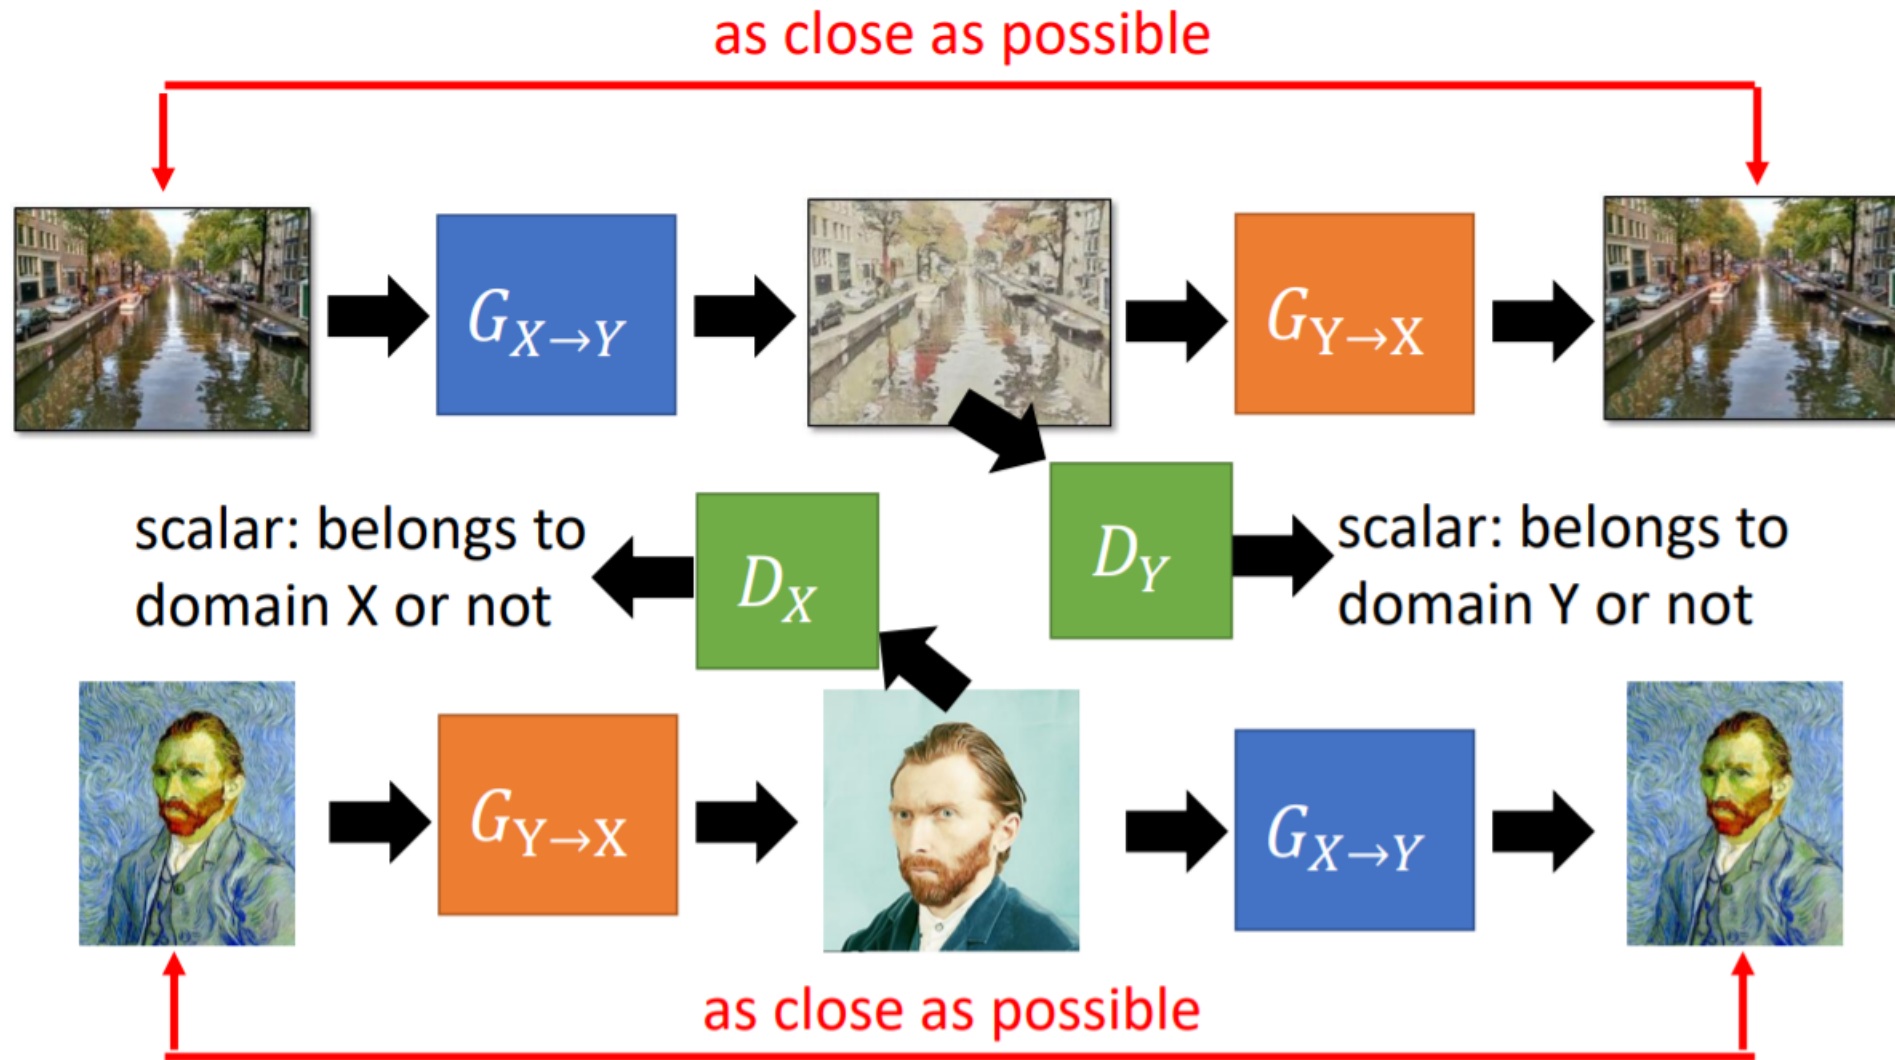 as close as possible
G_{X→Y}
G_{Y→X}
scalar: belongs to
domain X or not
D_X
D_Y
scalar: belongs to
domain Y or not
G_{Y→X}
G_{X→Y}
as close as possible